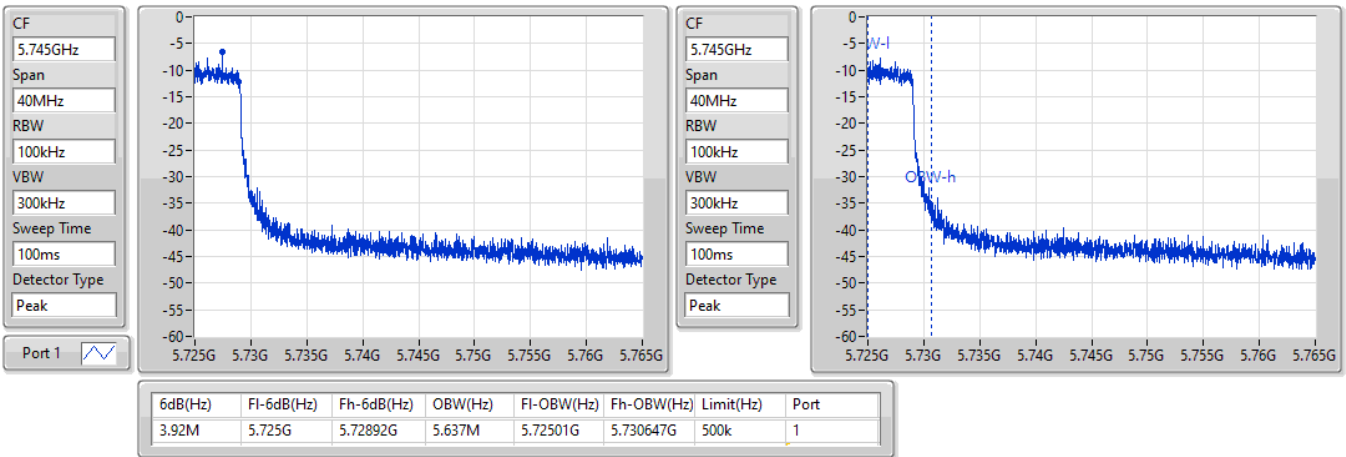 CF
5.745GHz
Span
40MHz
RBW
100kHz
VBW
300kHz
Sweep Time
100ms
Detector Type
Peak
Port 1
0-
-5-
-10-
-15-
-20-
-25-
-30-
-35-
-40-
-45-
-50-
-55-
-60-
5.725G 5.73G 5.735G 5.74G 5.745G 5.75G 5.755G 5.76G 5.765G
CF
5.745GHz
Span
40MHz
RBW
100kHz
VBW
300kHz
Sweep Time
100ms
Detector Type
Peak
0-
-5-
-10-
-15-
-20-
-25-
-30-
-35-
-40-
-45-
-50-
-55-
-60-
W-l
OBW-h
5.725G 5.73G 5.735G 5.74G 5.745G 5.75G 5.755G 5.76G 5.765G
6dB(Hz) Fl-6dB(Hz) Fh-6dB(Hz) OBW(Hz) Fl-OBW(Hz) Fh-OBW(Hz) Limit(Hz) Port
3.92M 5.725G 5.72892G 5.637M 5.72501G 5.730647G 500k 1